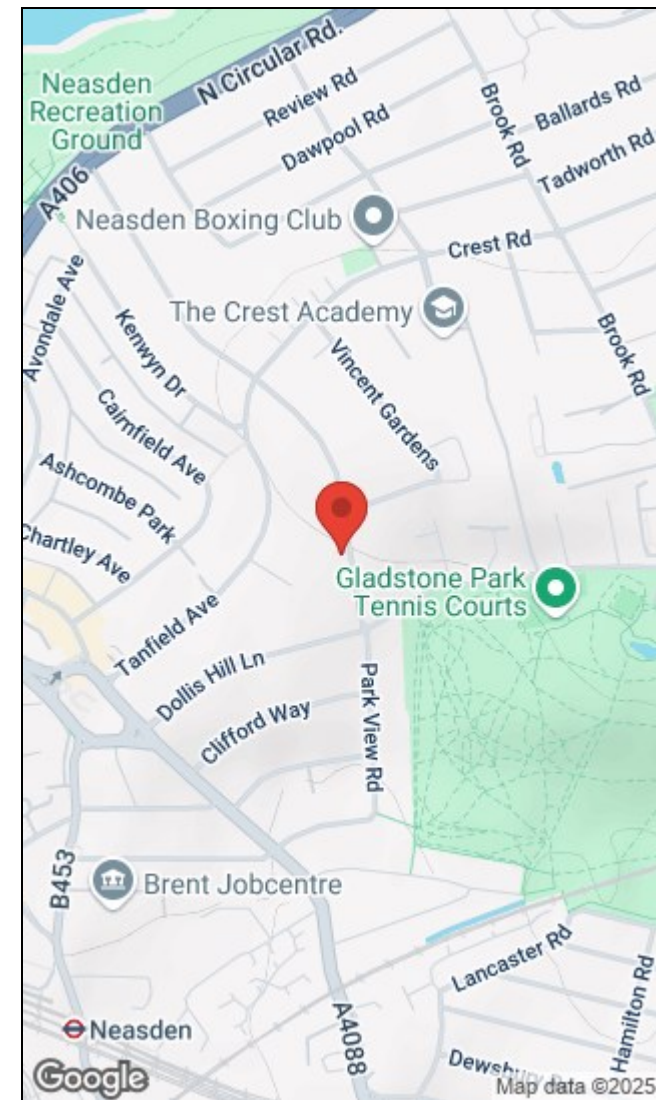 N Circular Rd.
Neasden
Recreation
Ground
Review Rd
Dawpool Rd
Brook Rd
Ballards Rd
Tadworth Rd
A406
Neasden Boxing Club
Crest Rd
The Crest Academy
Avondale Ave
Kenwyn Dr
Vincent Gardens
Brook Rd
Cairnfield Ave
Ashcombe Park
Chartley Ave
Gladstone Park
Tennis Courts
Tanfield Ave
Dollis Hill Ln
Clifford Way
Park View Rd
B453
Brent Jobcentre
Lancaster Rd
Hamilton Rd
Neasden
A4088
Google
Map data ©2025